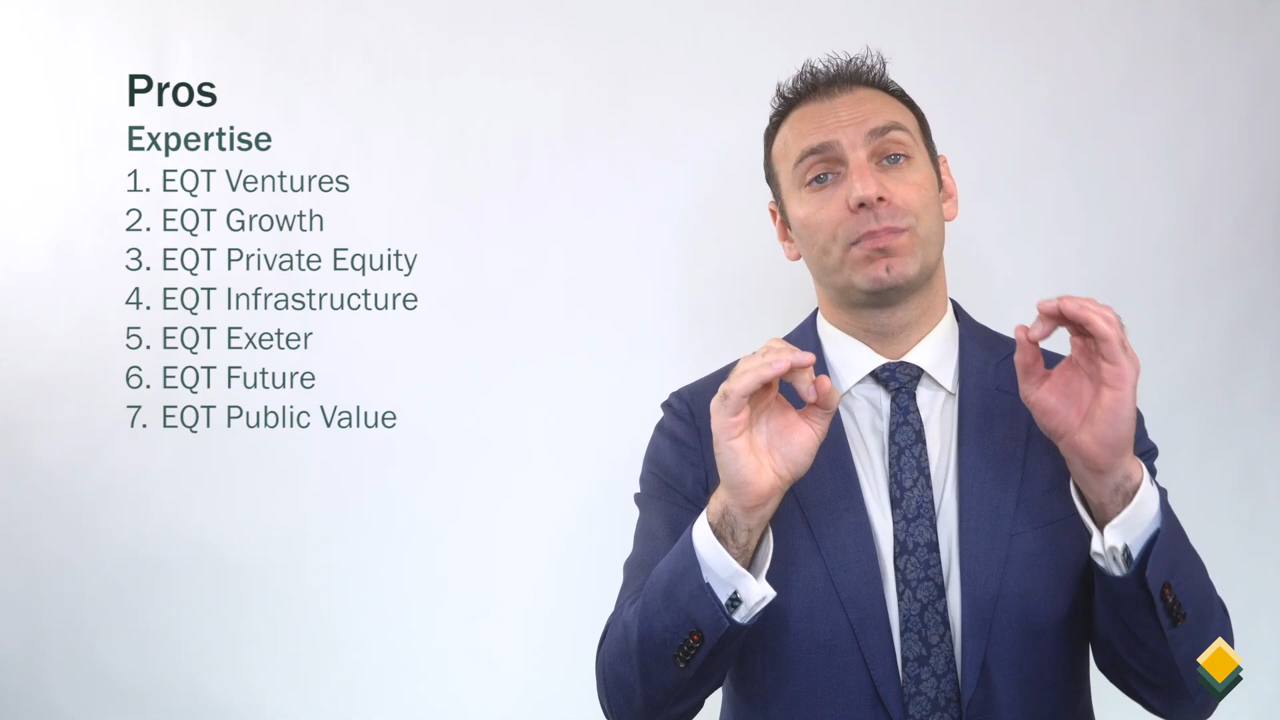 Pros
Expertise
1. EQT Ventures
2. EQT Growth
3. EQT Private Equity
4. EQT Infrastructure
5. EQT Exeter
6. EQT Future
7. EQT Public Value